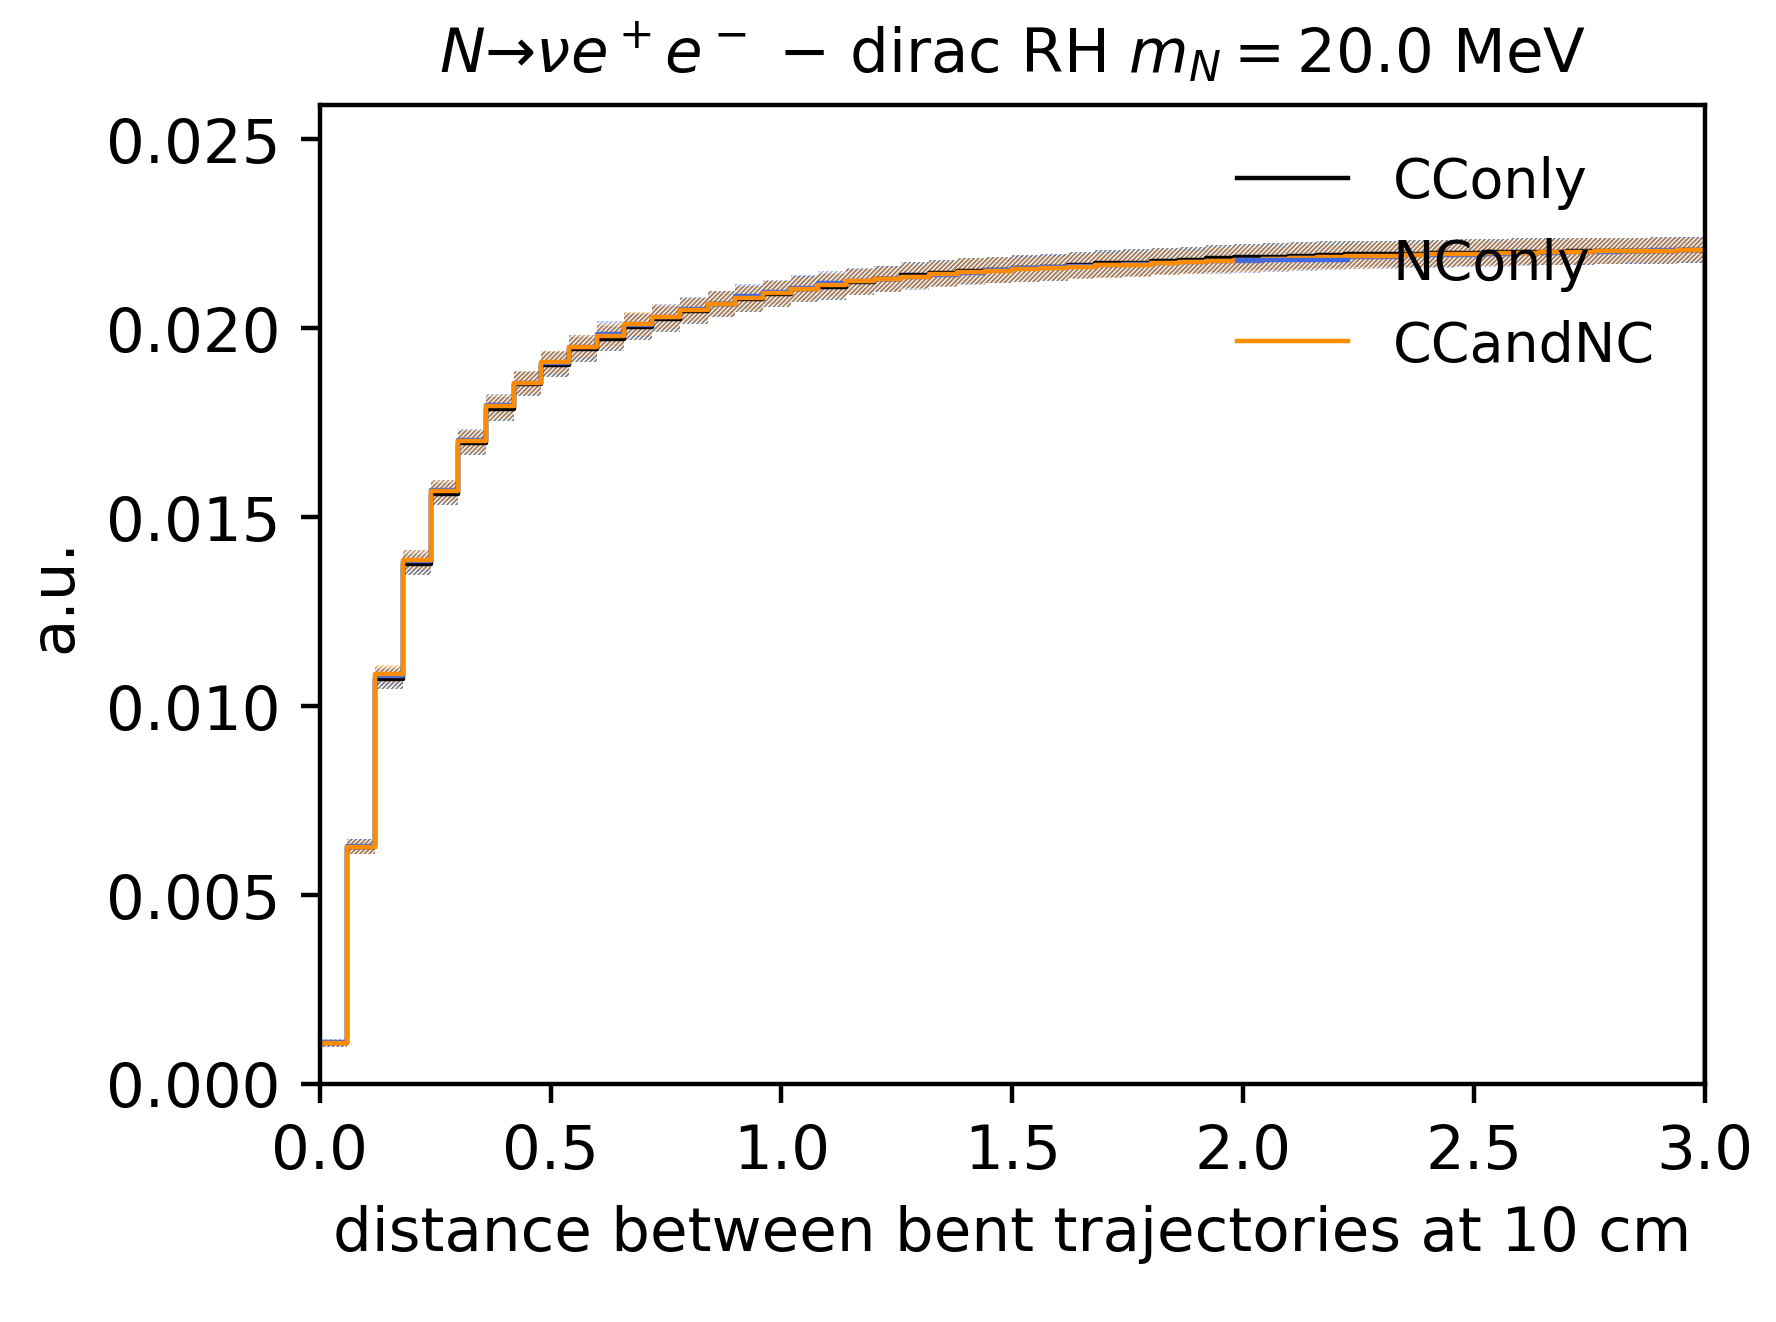 N→νe⁺e⁻ − dirac RH m_N = 20.0 MeV
0.025
0.020
0.015
0.010
0.005
0.000
a.u.
CConly
NConly
CCandNC
0.0 0.5 1.0 1.5 2.0 2.5 3.0
distance between bent trajectories at 10 cm